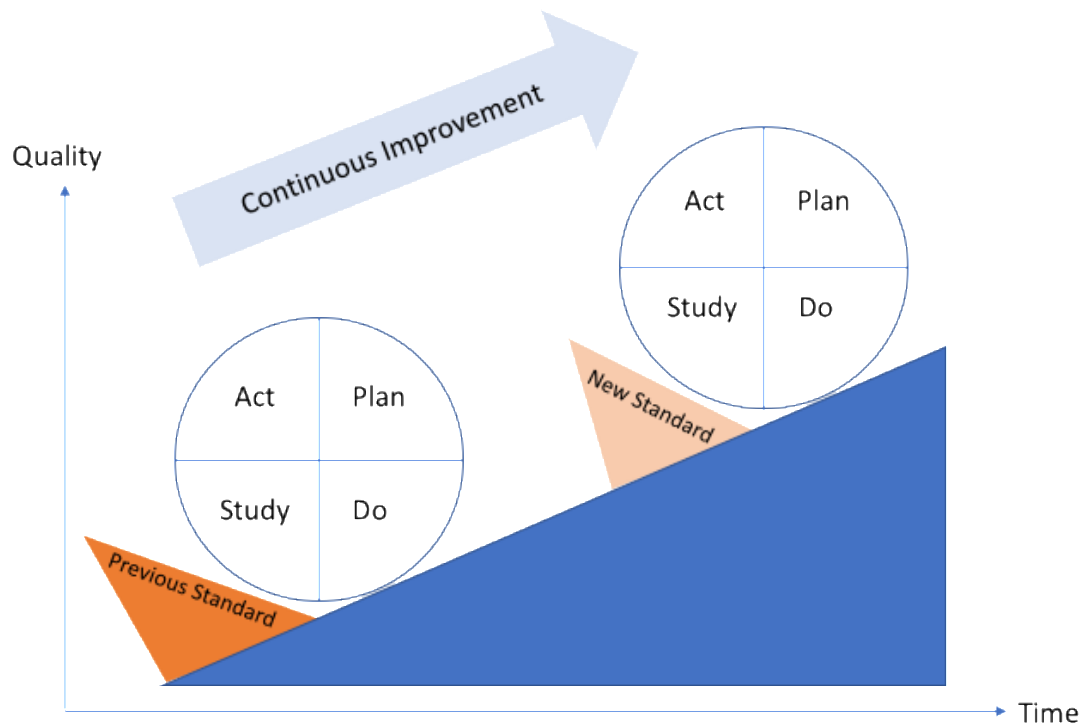 Continuous Improvement
Quality
Act
Plan
Study
Do
New Standard
Act
Plan
Study
Do
Previous Standard
Time